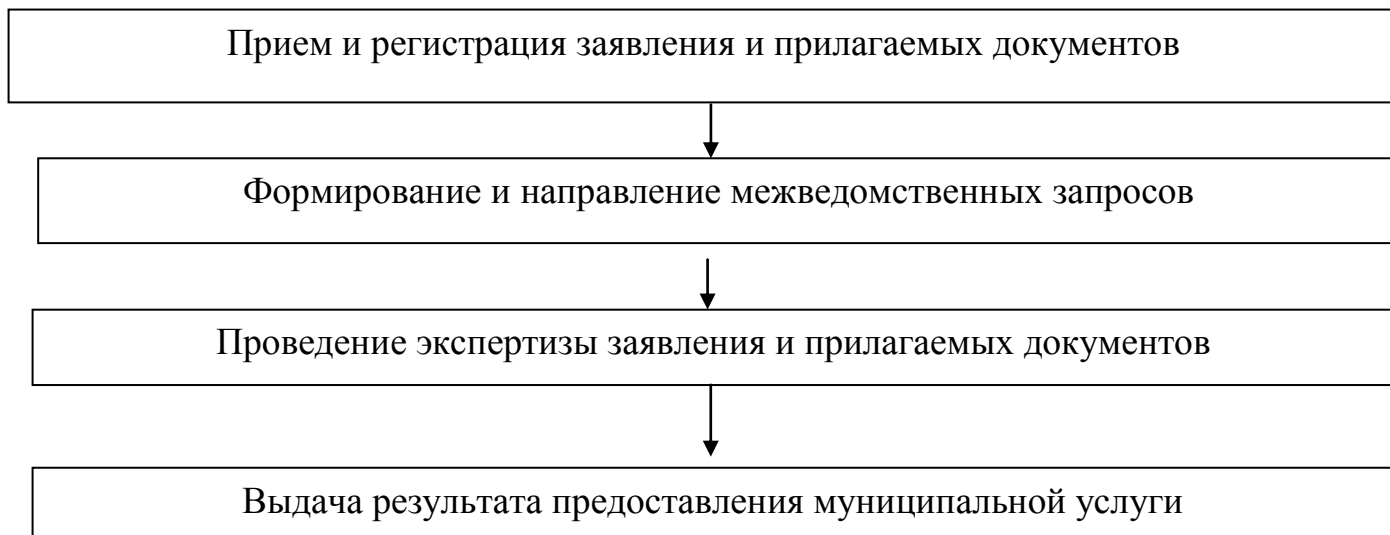 Прием и регистрация заявления и прилагаемых документов
Формирование и направление межведомственных запросов
Проведение экспертизы заявления и прилагаемых документов
Выдача результата предоставления муниципальной услуги